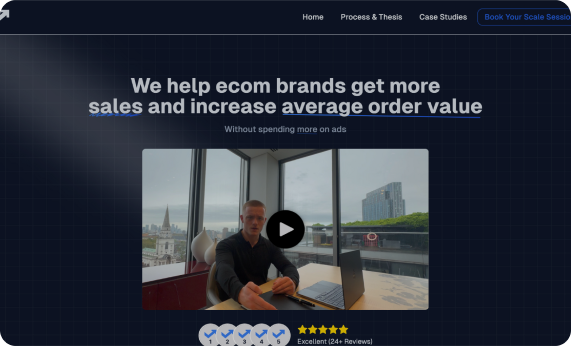 Home Process & Thesis Case Studies Book Your Scale Sessio
We help ecom brands get more
sales and increase average order value
Without spending more on ads
1 2 3 4 5
Excellent (24+ Reviews)